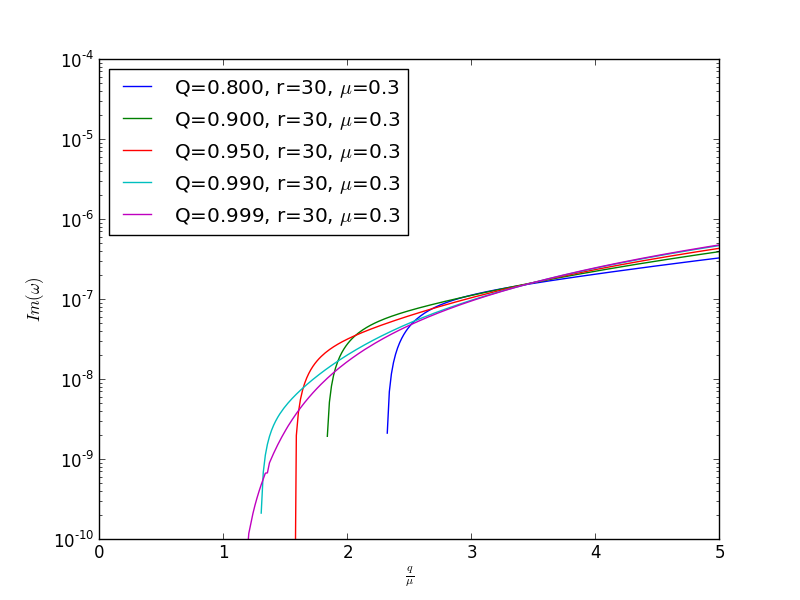 10⁻⁴
10⁻⁵
10⁻⁶
10⁻⁷
10⁻⁸
10⁻⁹
10⁻¹⁰
Im(ω)
Q=0.800, r=30, μ=0.3
Q=0.900, r=30, μ=0.3
Q=0.950, r=30, μ=0.3
Q=0.990, r=30, μ=0.3
Q=0.999, r=30, μ=0.3
0 1 2 3 4 5
q/μ